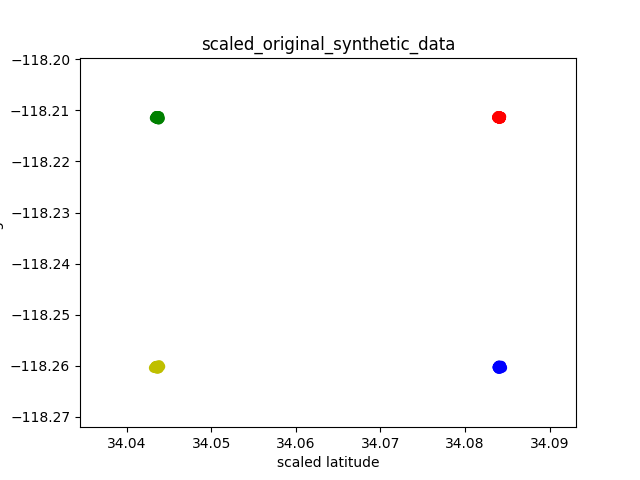 scaled_original_synthetic_data
−118.20
−118.21
−118.22
−118.23
−118.24
−118.25
−118.26
−118.27
34.04 34.05 34.06 34.07 34.08 34.09
scaled latitude